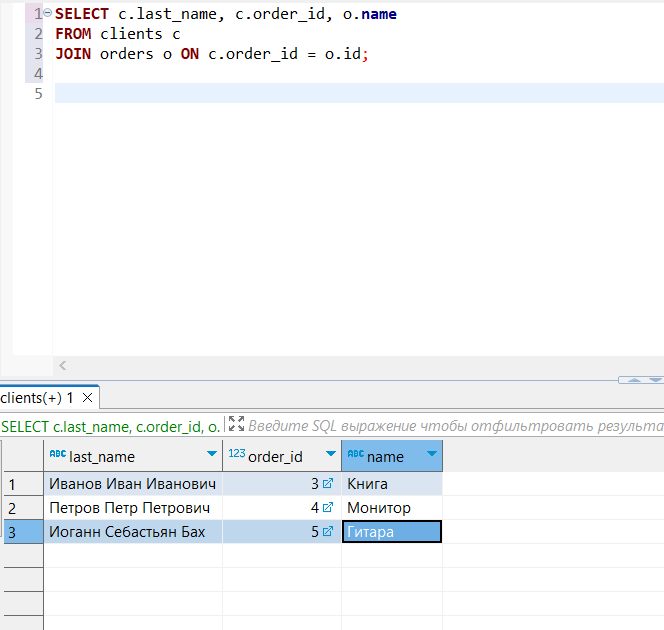 1 SELECT c.last_name, c.order_id, o.name
2 FROM clients c
3 JOIN orders o ON c.order_id = o.id;
4
5
clients(+) 1
SELECT c.last_name, c.order_id, o. Введите SQL выражение чтобы отфильтровать результа
ABC last_name 123 order_id ABC name
1 Иванов Иван Иванович 3 Книга
2 Петров Петр Петрович 4 Монитор
3 Иоганн Себастьян Бах 5 Гитара